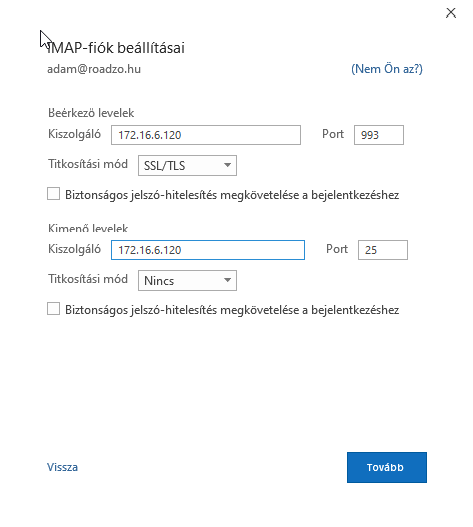 IMAP-fiók beállításai
adam@roadzo.hu (Nem Ön az?)
Beérkező levelek
Kiszolgáló 172.16.6.120 Port 993
Titkosítási mód SSL/TLS
Biztonságos jelszó-hitelesítés megkövetelése a bejelentkezéshez
Kimenő levelek
Kiszolgáló 172.16.6.120 Port 25
Titkosítási mód Nincs
Biztonságos jelszó-hitelesítés megkövetelése a bejelentkezéshez
Vissza Tovább